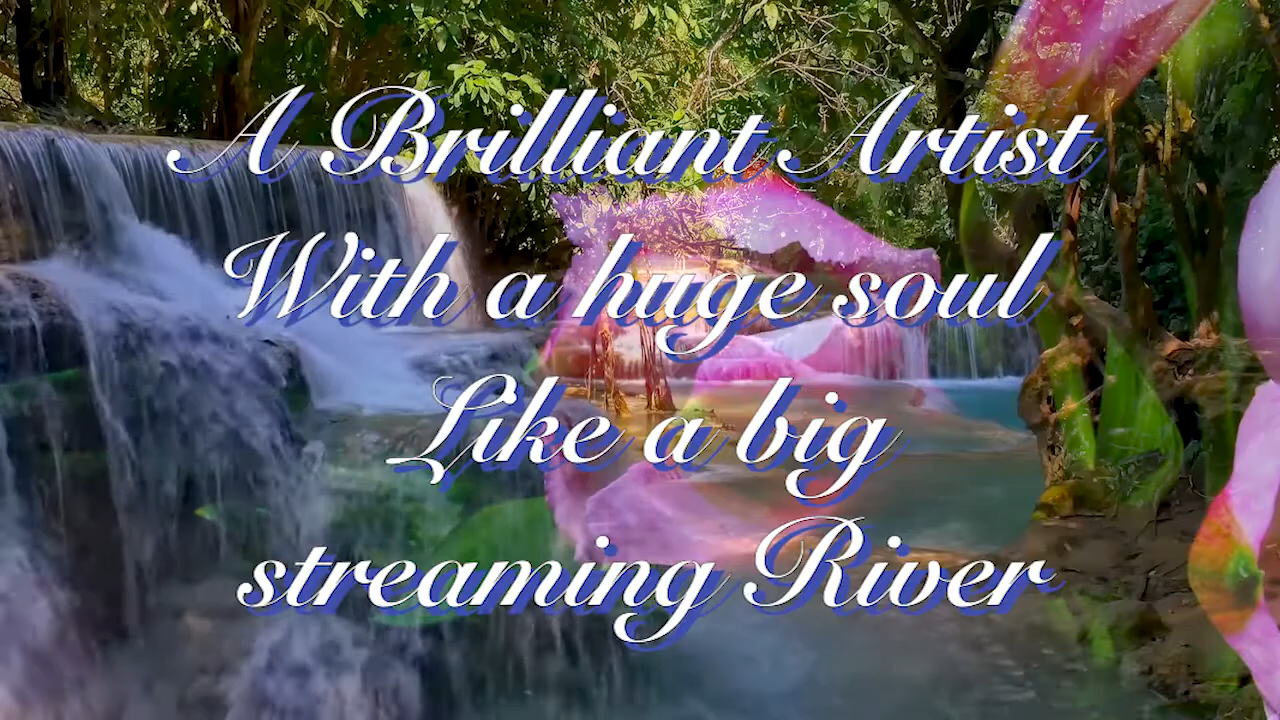 A Brilliant Artist
With a huge soul
Like a big
streaming River